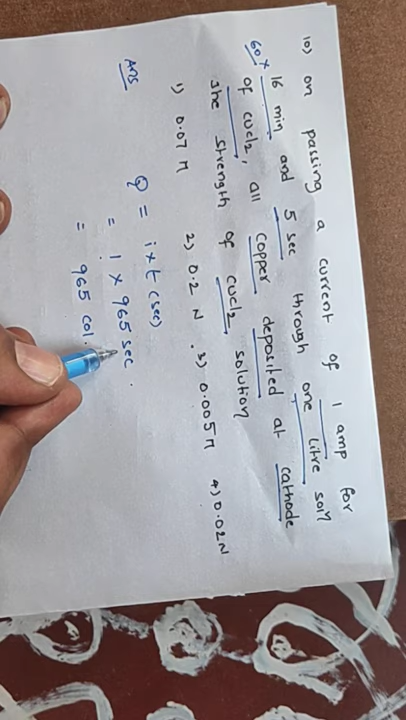 10) on passing a current of 1 amp for
60×
16 min and 5 sec through one litre soln
of cucl2, all copper deposited at cathode
The strength of cucl2 solution
1) 0.07 M 2) 0.2 N . 3) 0.005 M 4) 0.02N
Ans
Q = i × t (sec)
= 1 × 965 sec.
= 965 col.